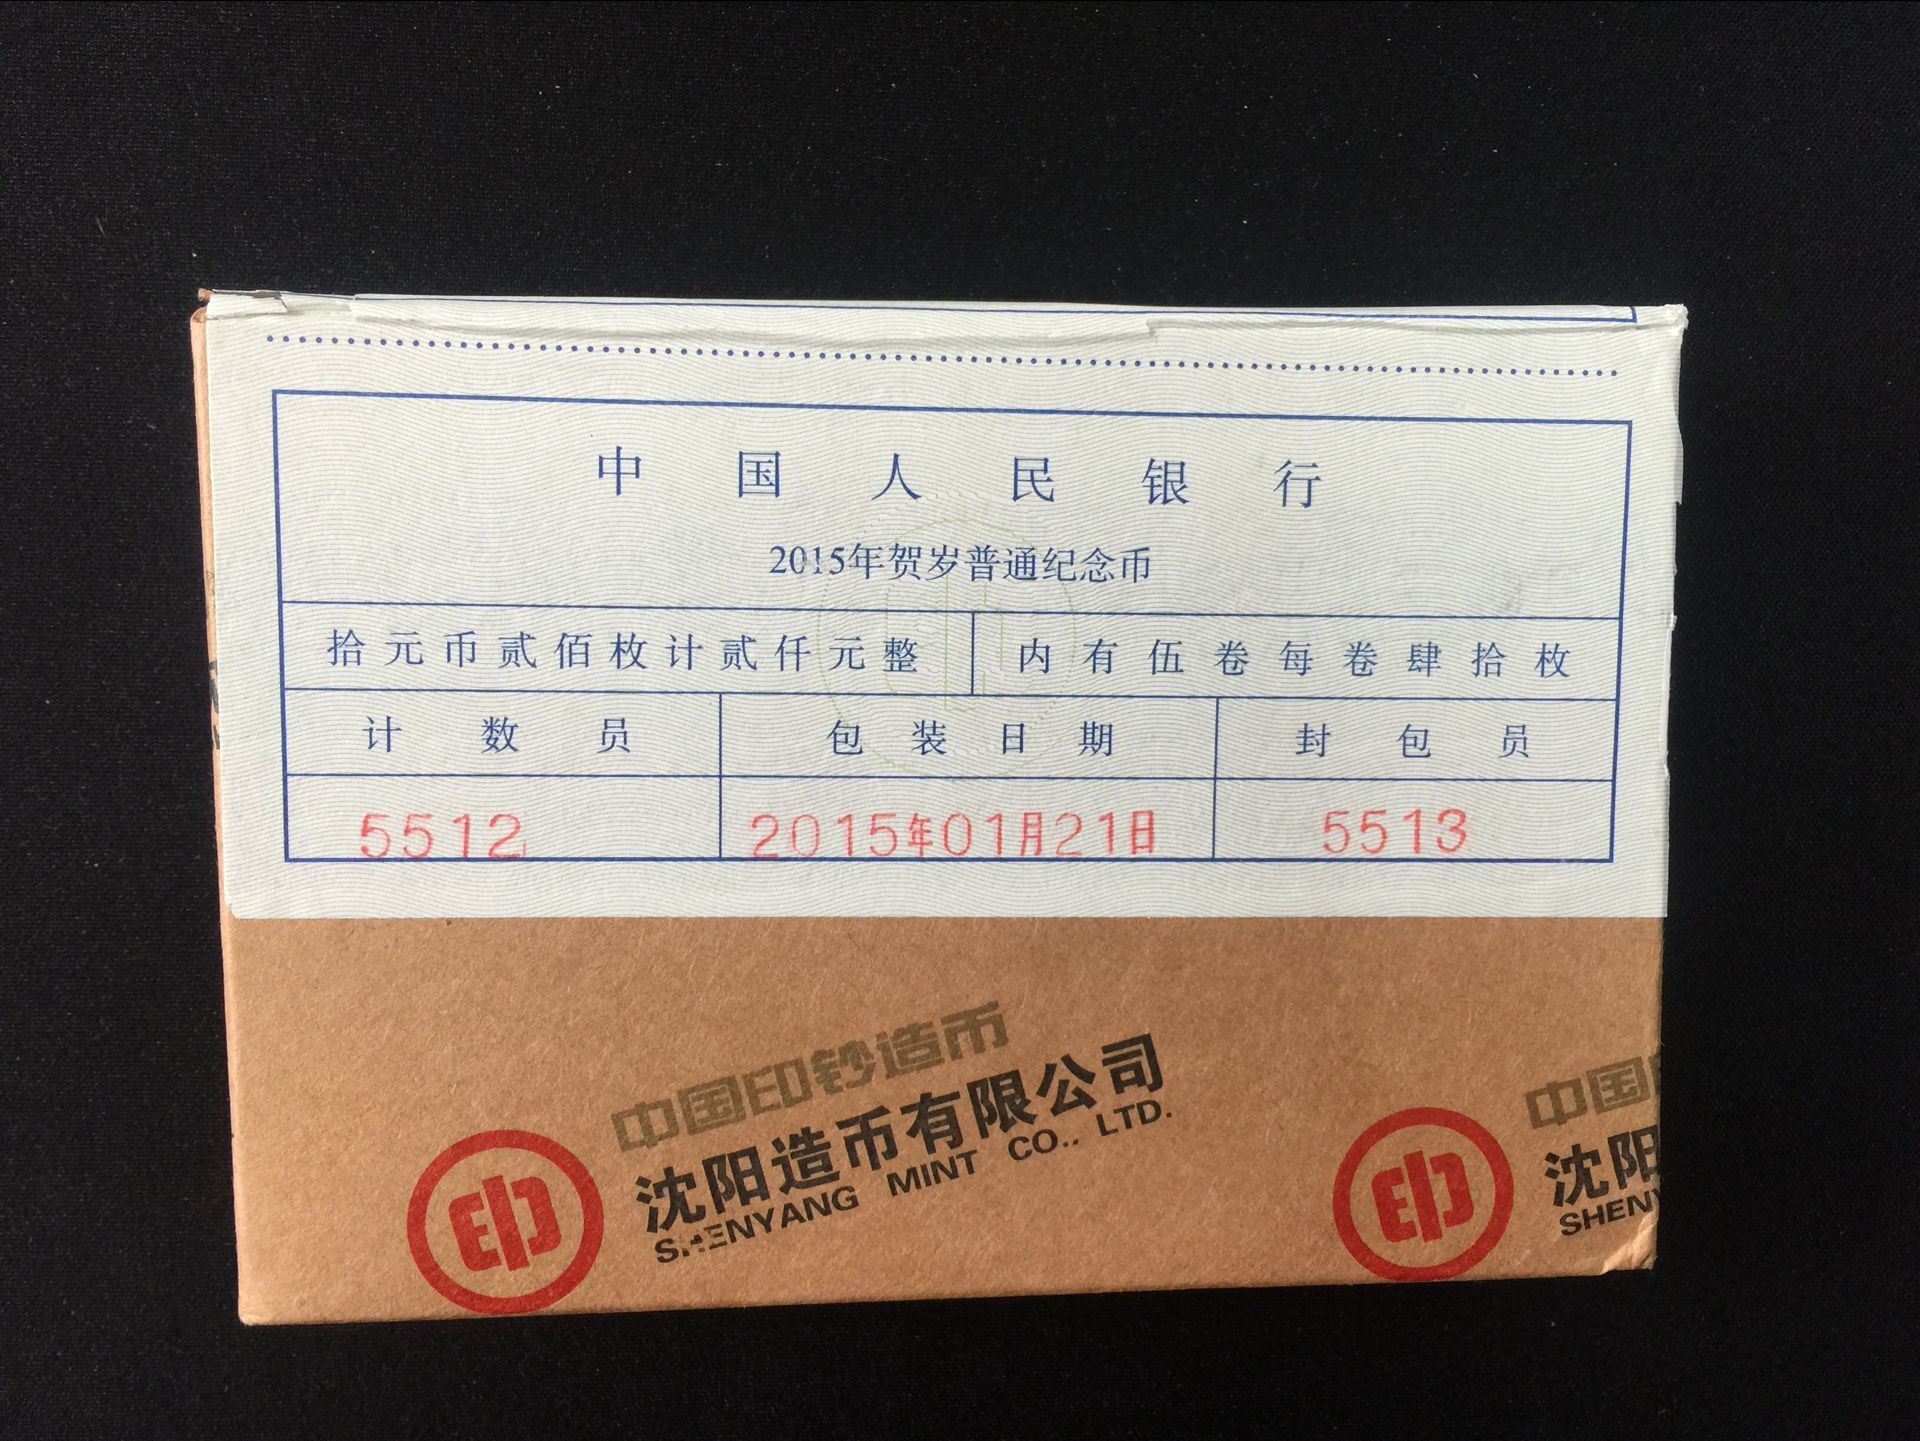 中国人民银行
2015年贺岁普通纪念币
拾元币贰佰枚计贰仟元整 内有伍卷每卷肆拾枚
计数员 包装日期 封包员
5512 2015年01月21日 5513
中国印钞造币
沈阳造币有限公司
SHENYANG MINT CO., LTD.
印
中国
沈阳
SHENY
印